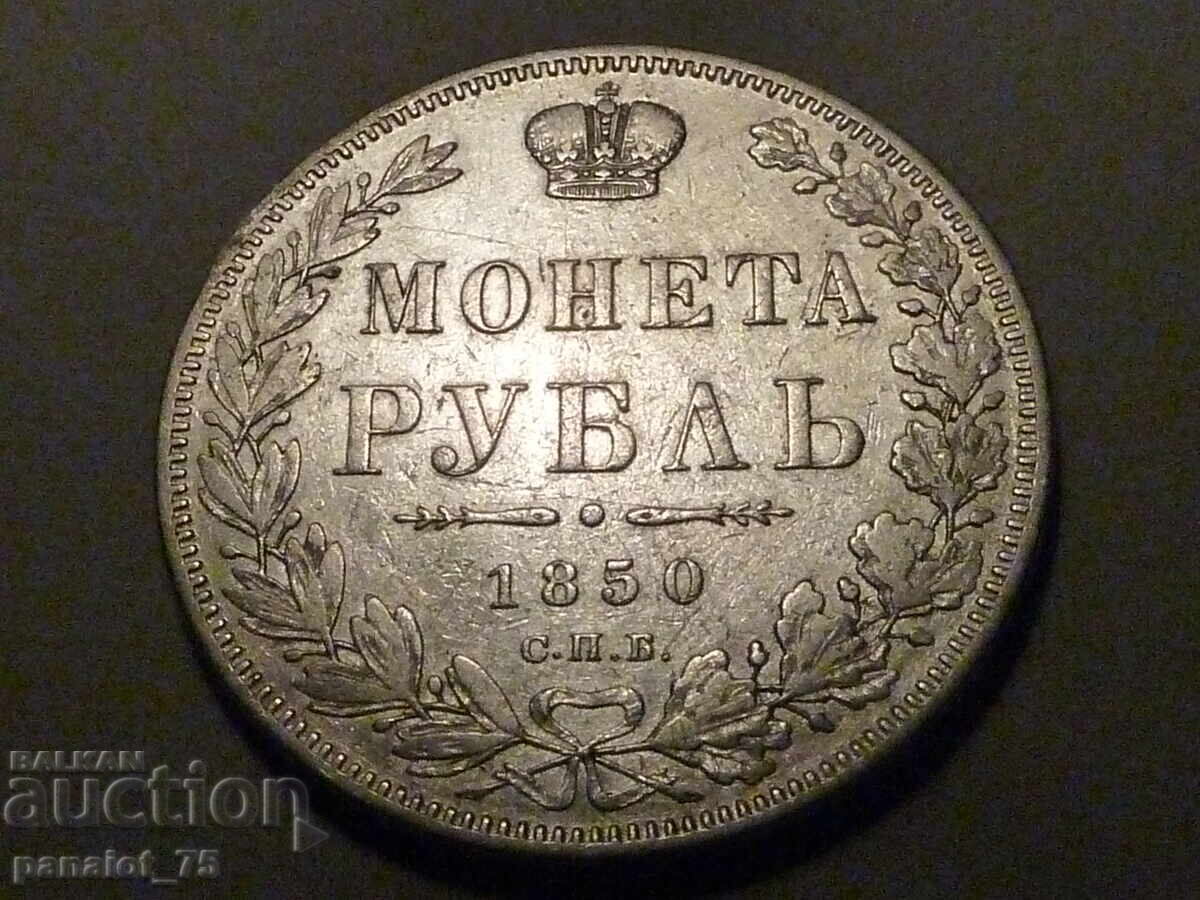 МОНЕТА
РУБЛЬ
1850
С.П.Б.
BALKAN
auction
panaiot_75